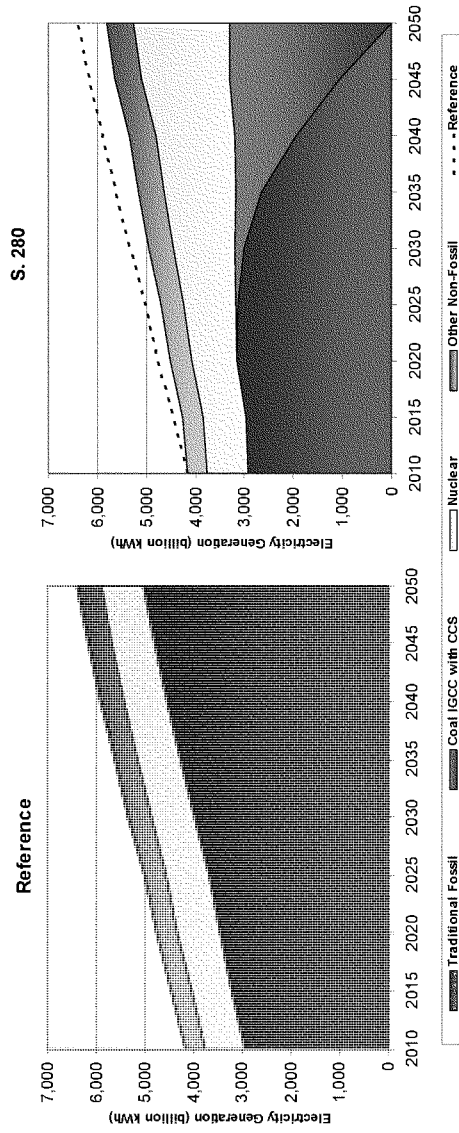 Reference
Electricity Generation (billion kWh)
7,000
6,000
5,000
4,000
3,000
2,000
1,000
0
2010 2015 2020 2025 2030 2035 2040 2045 2050
S. 280
Electricity Generation (billion kWh)
7,000
6,000
5,000
4,000
3,000
2,000
1,000
0
2010 2015 2020 2025 2030 2035 2040 2045 2050
Traditional Fossil Coal IGCC with CCS Nuclear Other Non-Fossil Reference